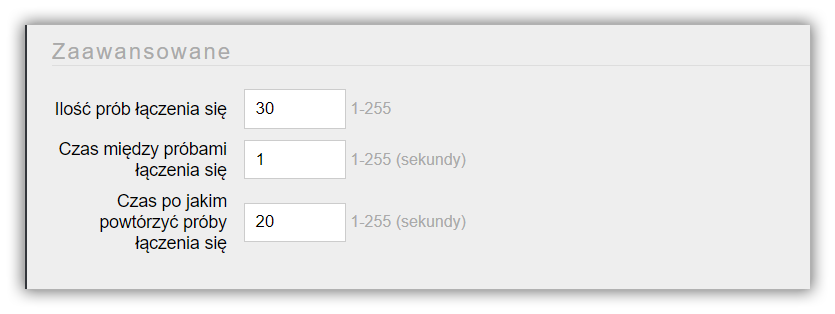 Zaawansowane
Ilość prób łączenia się 30 1-255
Czas między próbami
łączenia się 1 1-255 (sekundy)
Czas po jakim
powtórzyć próby 20 1-255 (sekundy)
łączenia się